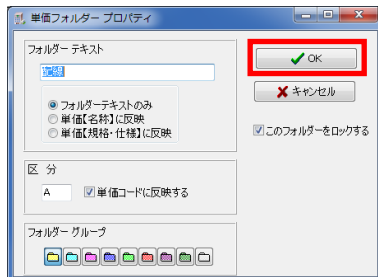 単価フォルダー プロパティ
フォルダー テキスト
配線
フォルダーテキストのみ
単価【名称】に反映
単価【規格・仕様】に反映
OK
キャンセル
このフォルダーをロックする
区 分
A
単価コードに反映する
フォルダー グループ